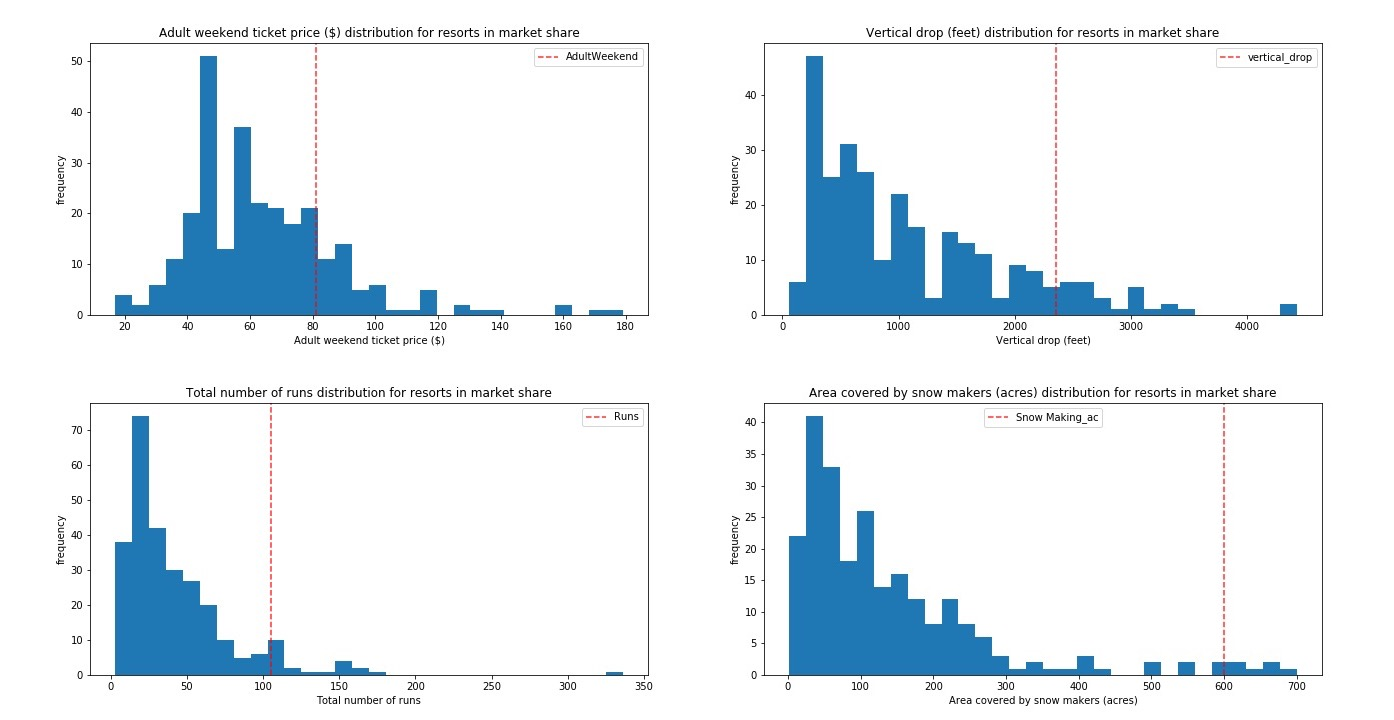 Adult weekend ticket price ($) distribution for resorts in market share
AdultWeekend
frequency
50
40
30
20
10
0
20 40 60 80 100 120 140 160 180
Adult weekend ticket price ($)
Vertical drop (feet) distribution for resorts in market share
vertical_drop
frequency
40
30
20
10
0
0 1000 2000 3000 4000
Vertical drop (feet)
Total number of runs distribution for resorts in market share
Runs
frequency
70
60
50
40
30
20
10
0
0 50 100 150 200 250 300 350
Total number of runs
Area covered by snow makers (acres) distribution for resorts in market share
Snow Making_ac
frequency
40
35
30
25
20
15
10
5
0
0 100 200 300 400 500 600 700
Area covered by snow makers (acres)